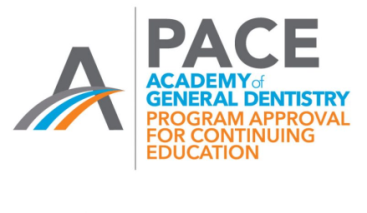 PACE
ACADEMY of
GENERAL DENTISTRY
PROGRAM APPROVAL
FOR CONTINUING
EDUCATION